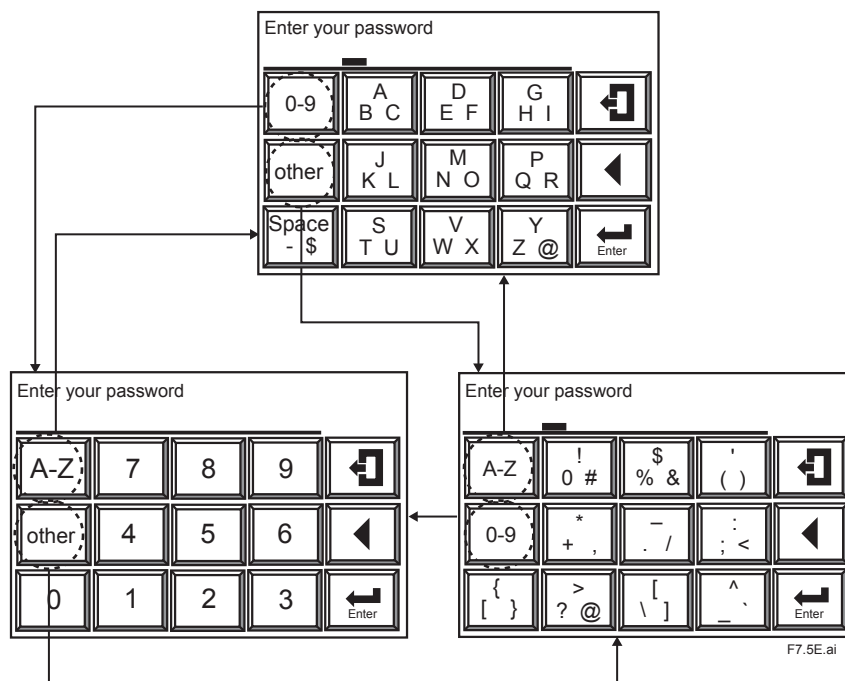 Enter your password
0-9
A
B C
D
E F
G
H I
other
J
K L
M
N O
P
Q R
Space
- $
S
T U
V
W X
Y
Z @
Enter
Enter your password
A-Z
7
8
9
other
4
5
6
0
1
2
3
Enter
Enter your password
A-Z
!
0 #
$
% &
'
( )
0-9
*
+ ,
_
. /
:
; <
{
[ }
>
? @
[
\ ]
^
_ `
Enter
F7.5E.ai